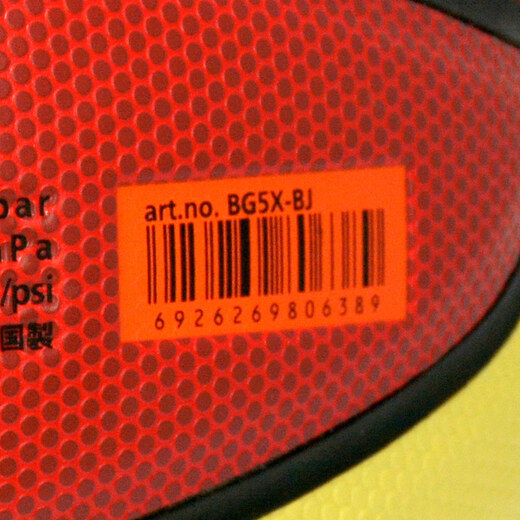 bar
Pa
/psi
国製
art.no. BG5X-BJ
6926269806389